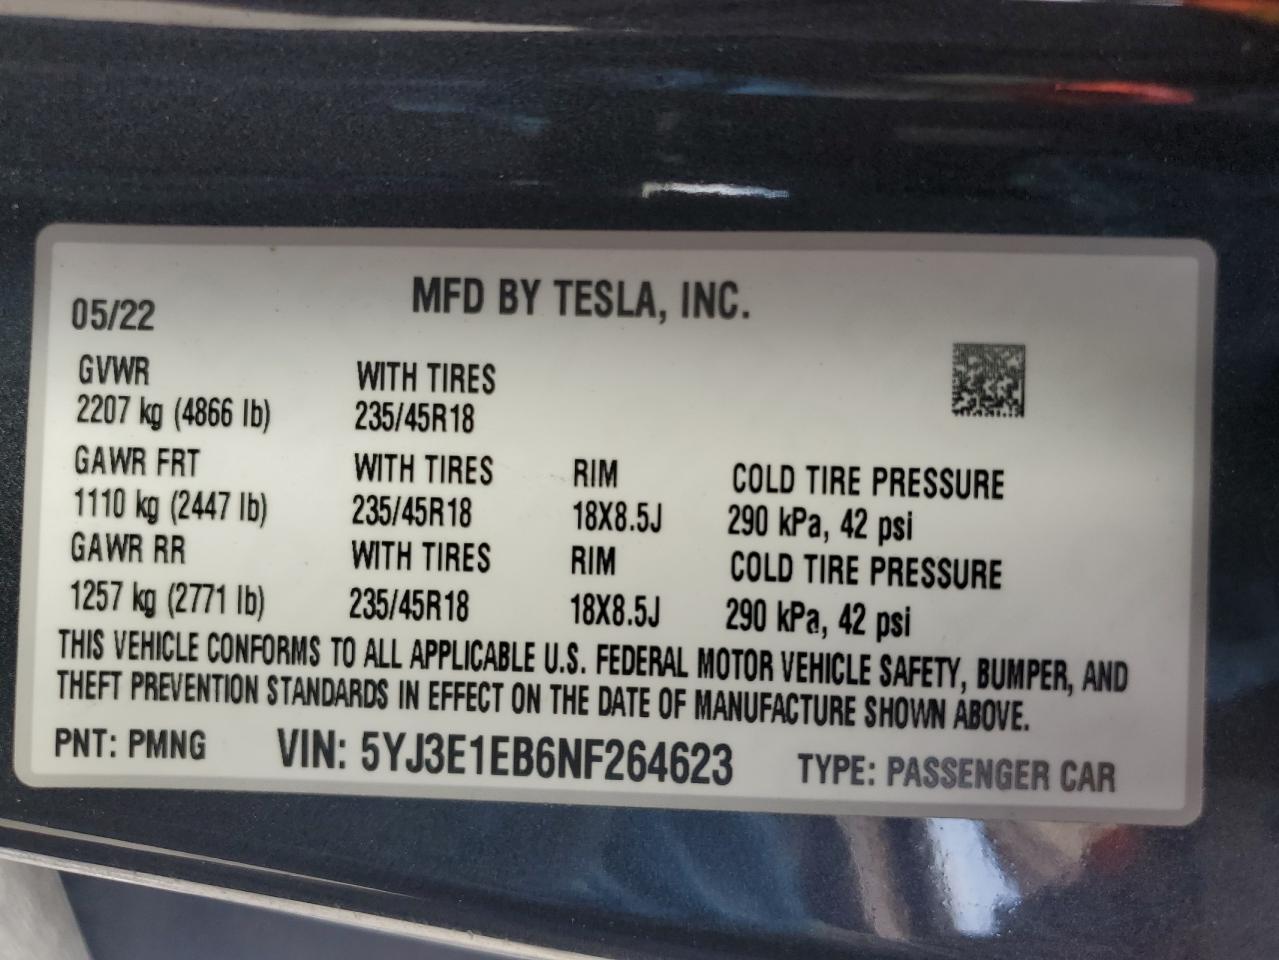 MFD BY TESLA, INC.
05/22
GVWR WITH TIRES
2207 kg (4866 lb) 235/45R18
GAWR FRT WITH TIRES RIM COLD TIRE PRESSURE
1110 kg (2447 lb) 235/45R18 18X8.5J 290 kPa, 42 psi
GAWR RR WITH TIRES RIM COLD TIRE PRESSURE
1257 kg (2771 lb) 235/45R18 18X8.5J 290 kPa, 42 psi
THIS VEHICLE CONFORMS TO ALL APPLICABLE U.S. FEDERAL MOTOR VEHICLE SAFETY, BUMPER, AND
THEFT PREVENTION STANDARDS IN EFFECT ON THE DATE OF MANUFACTURE SHOWN ABOVE.
PNT: PMNG VIN: 5YJ3E1EB6NF264623 TYPE: PASSENGER CAR